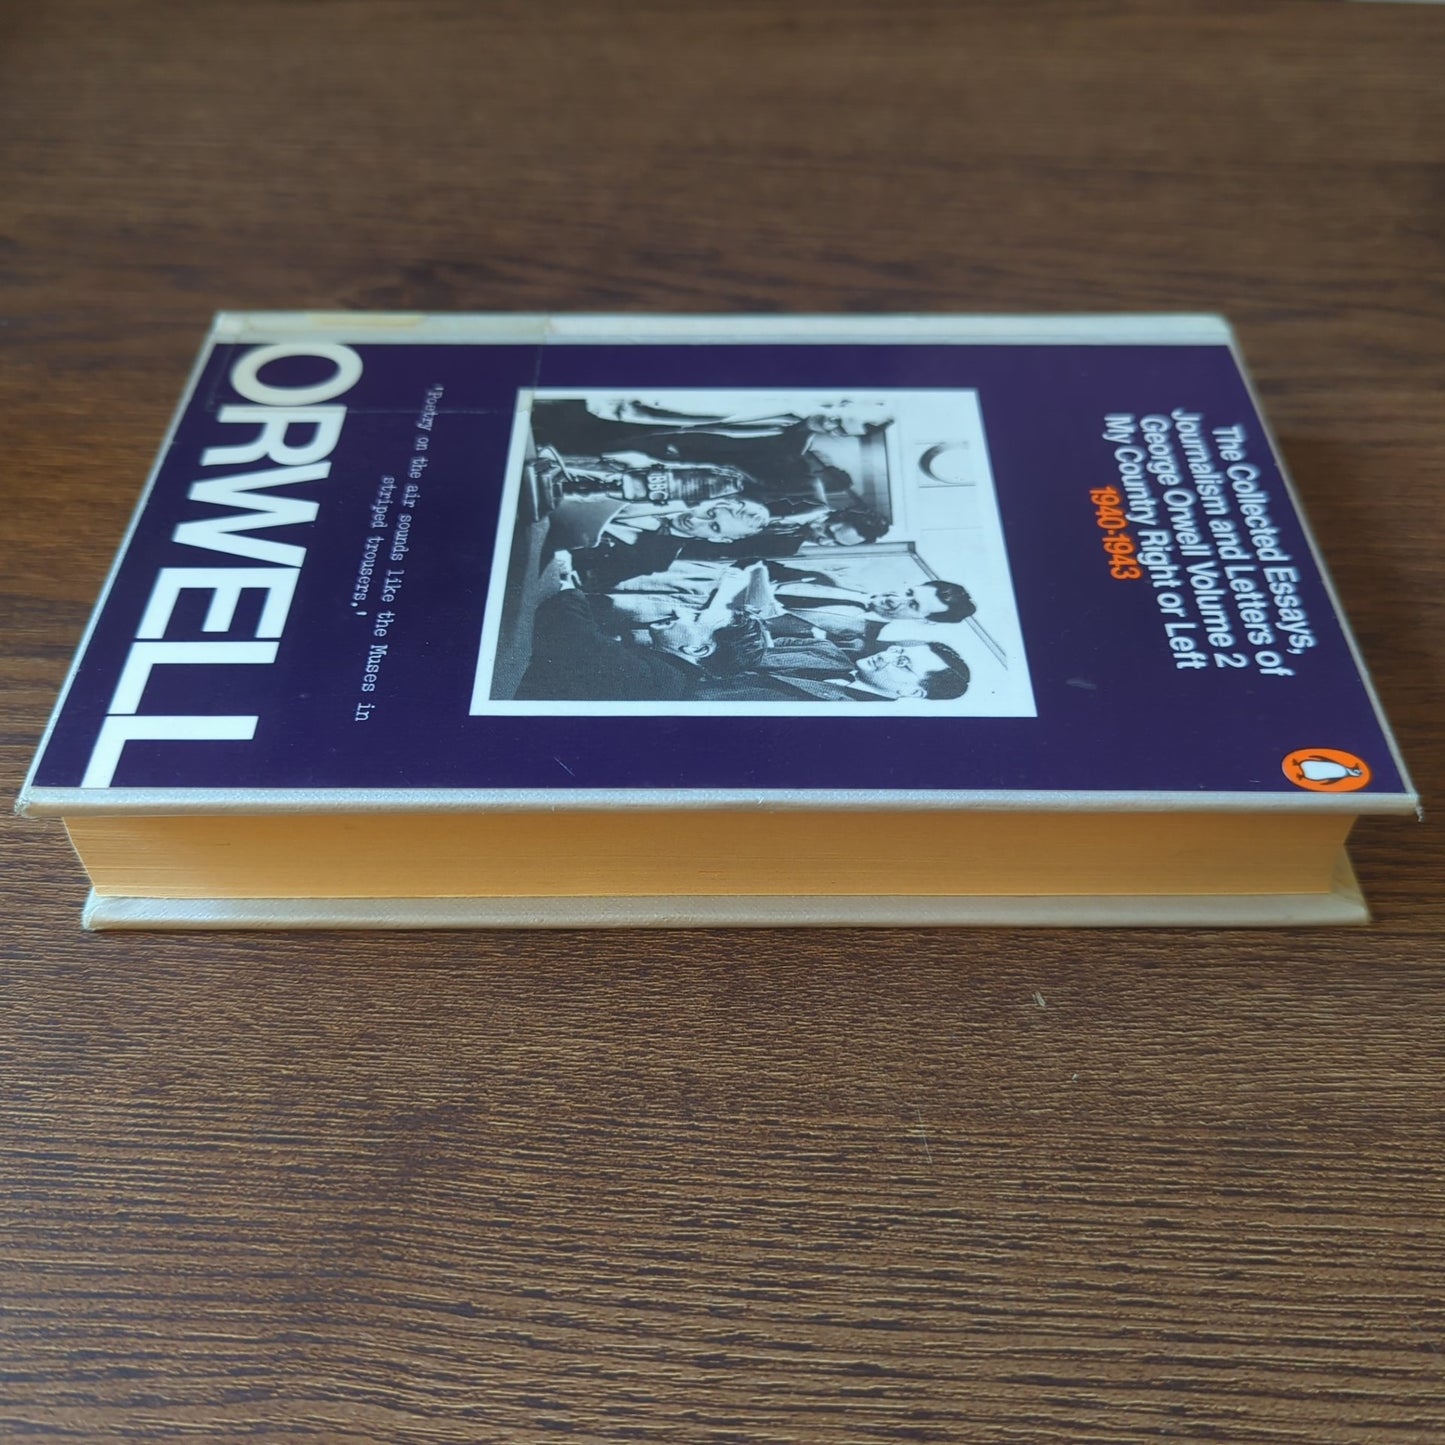 The Collected Essays,
Journalism and Letters of
George Orwell Volume 2
My Country Right or Left
1940-1943
BBC
'Poetry on the air sounds like the Muses in
striped trousers.'
ORWELL